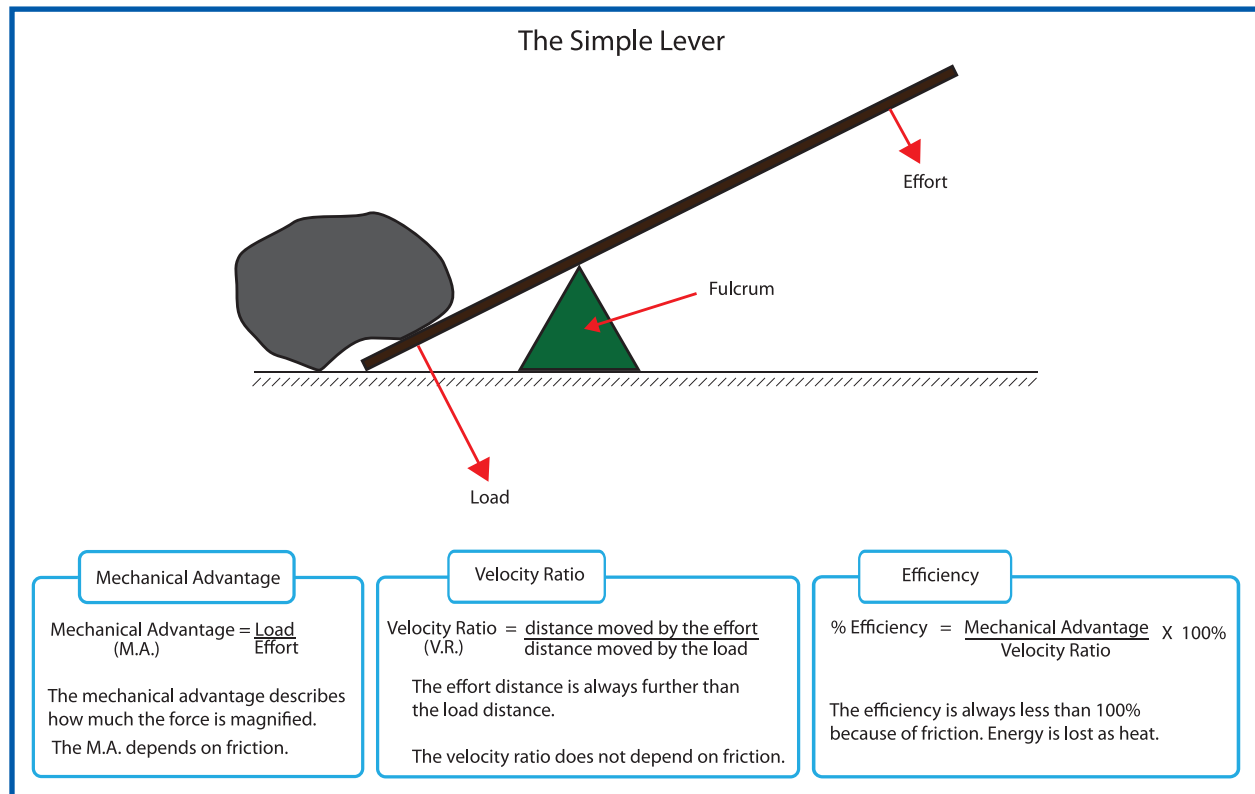 The Simple Lever
Effort
Fulcrum
Load
Mechanical Advantage
Mechanical Advantage = Load
Effort
(M.A.)
The mechanical advantage describes
how much the force is magnified.
The M.A. depends on friction.
Velocity Ratio
Velocity Ratio = distance moved by the effort
(V.R.) distance moved by the load
The effort distance is always further than
the load distance.
The velocity ratio does not depend on friction.
Efficiency
% Efficiency = Mechanical Advantage X 100%
Velocity Ratio
The efficiency is always less than 100%
because of friction. Energy is lost as heat.